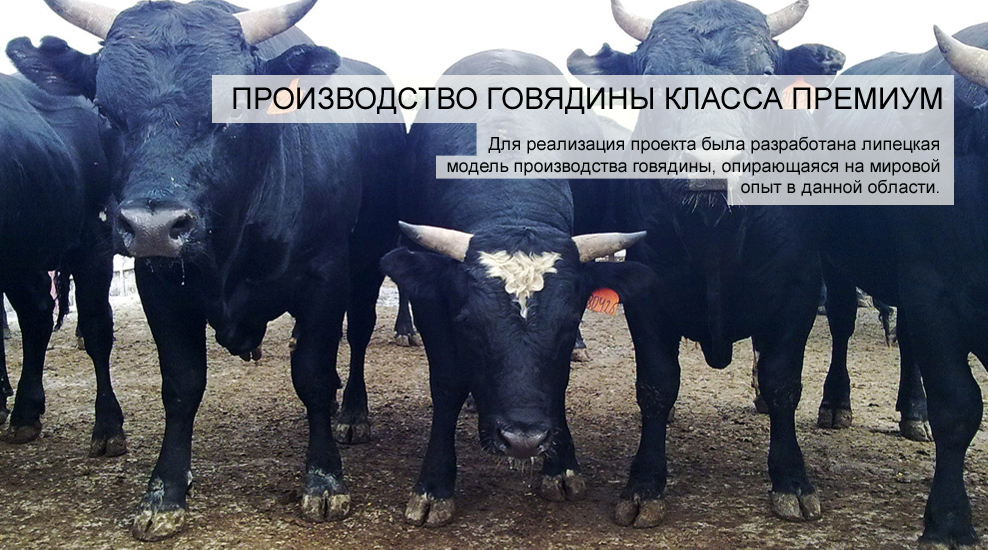 ПРОИЗВОДСТВО ГОВЯДИНЫ КЛАССА ПРЕМИУМ
Для реализация проекта была разработана липецкая
модель производства говядины, опирающаяся на мировой
опыт в данной области.